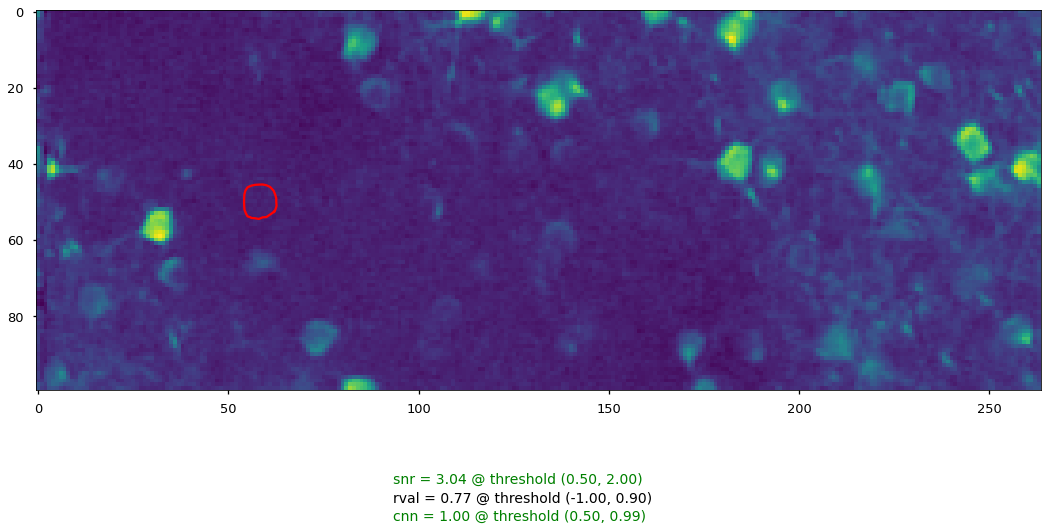 0
20
40
60
80
0 50 100 150 200 250
snr = 3.04 @ threshold (0.50, 2.00)
rval = 0.77 @ threshold (-1.00, 0.90)
cnn = 1.00 @ threshold (0.50, 0.99)